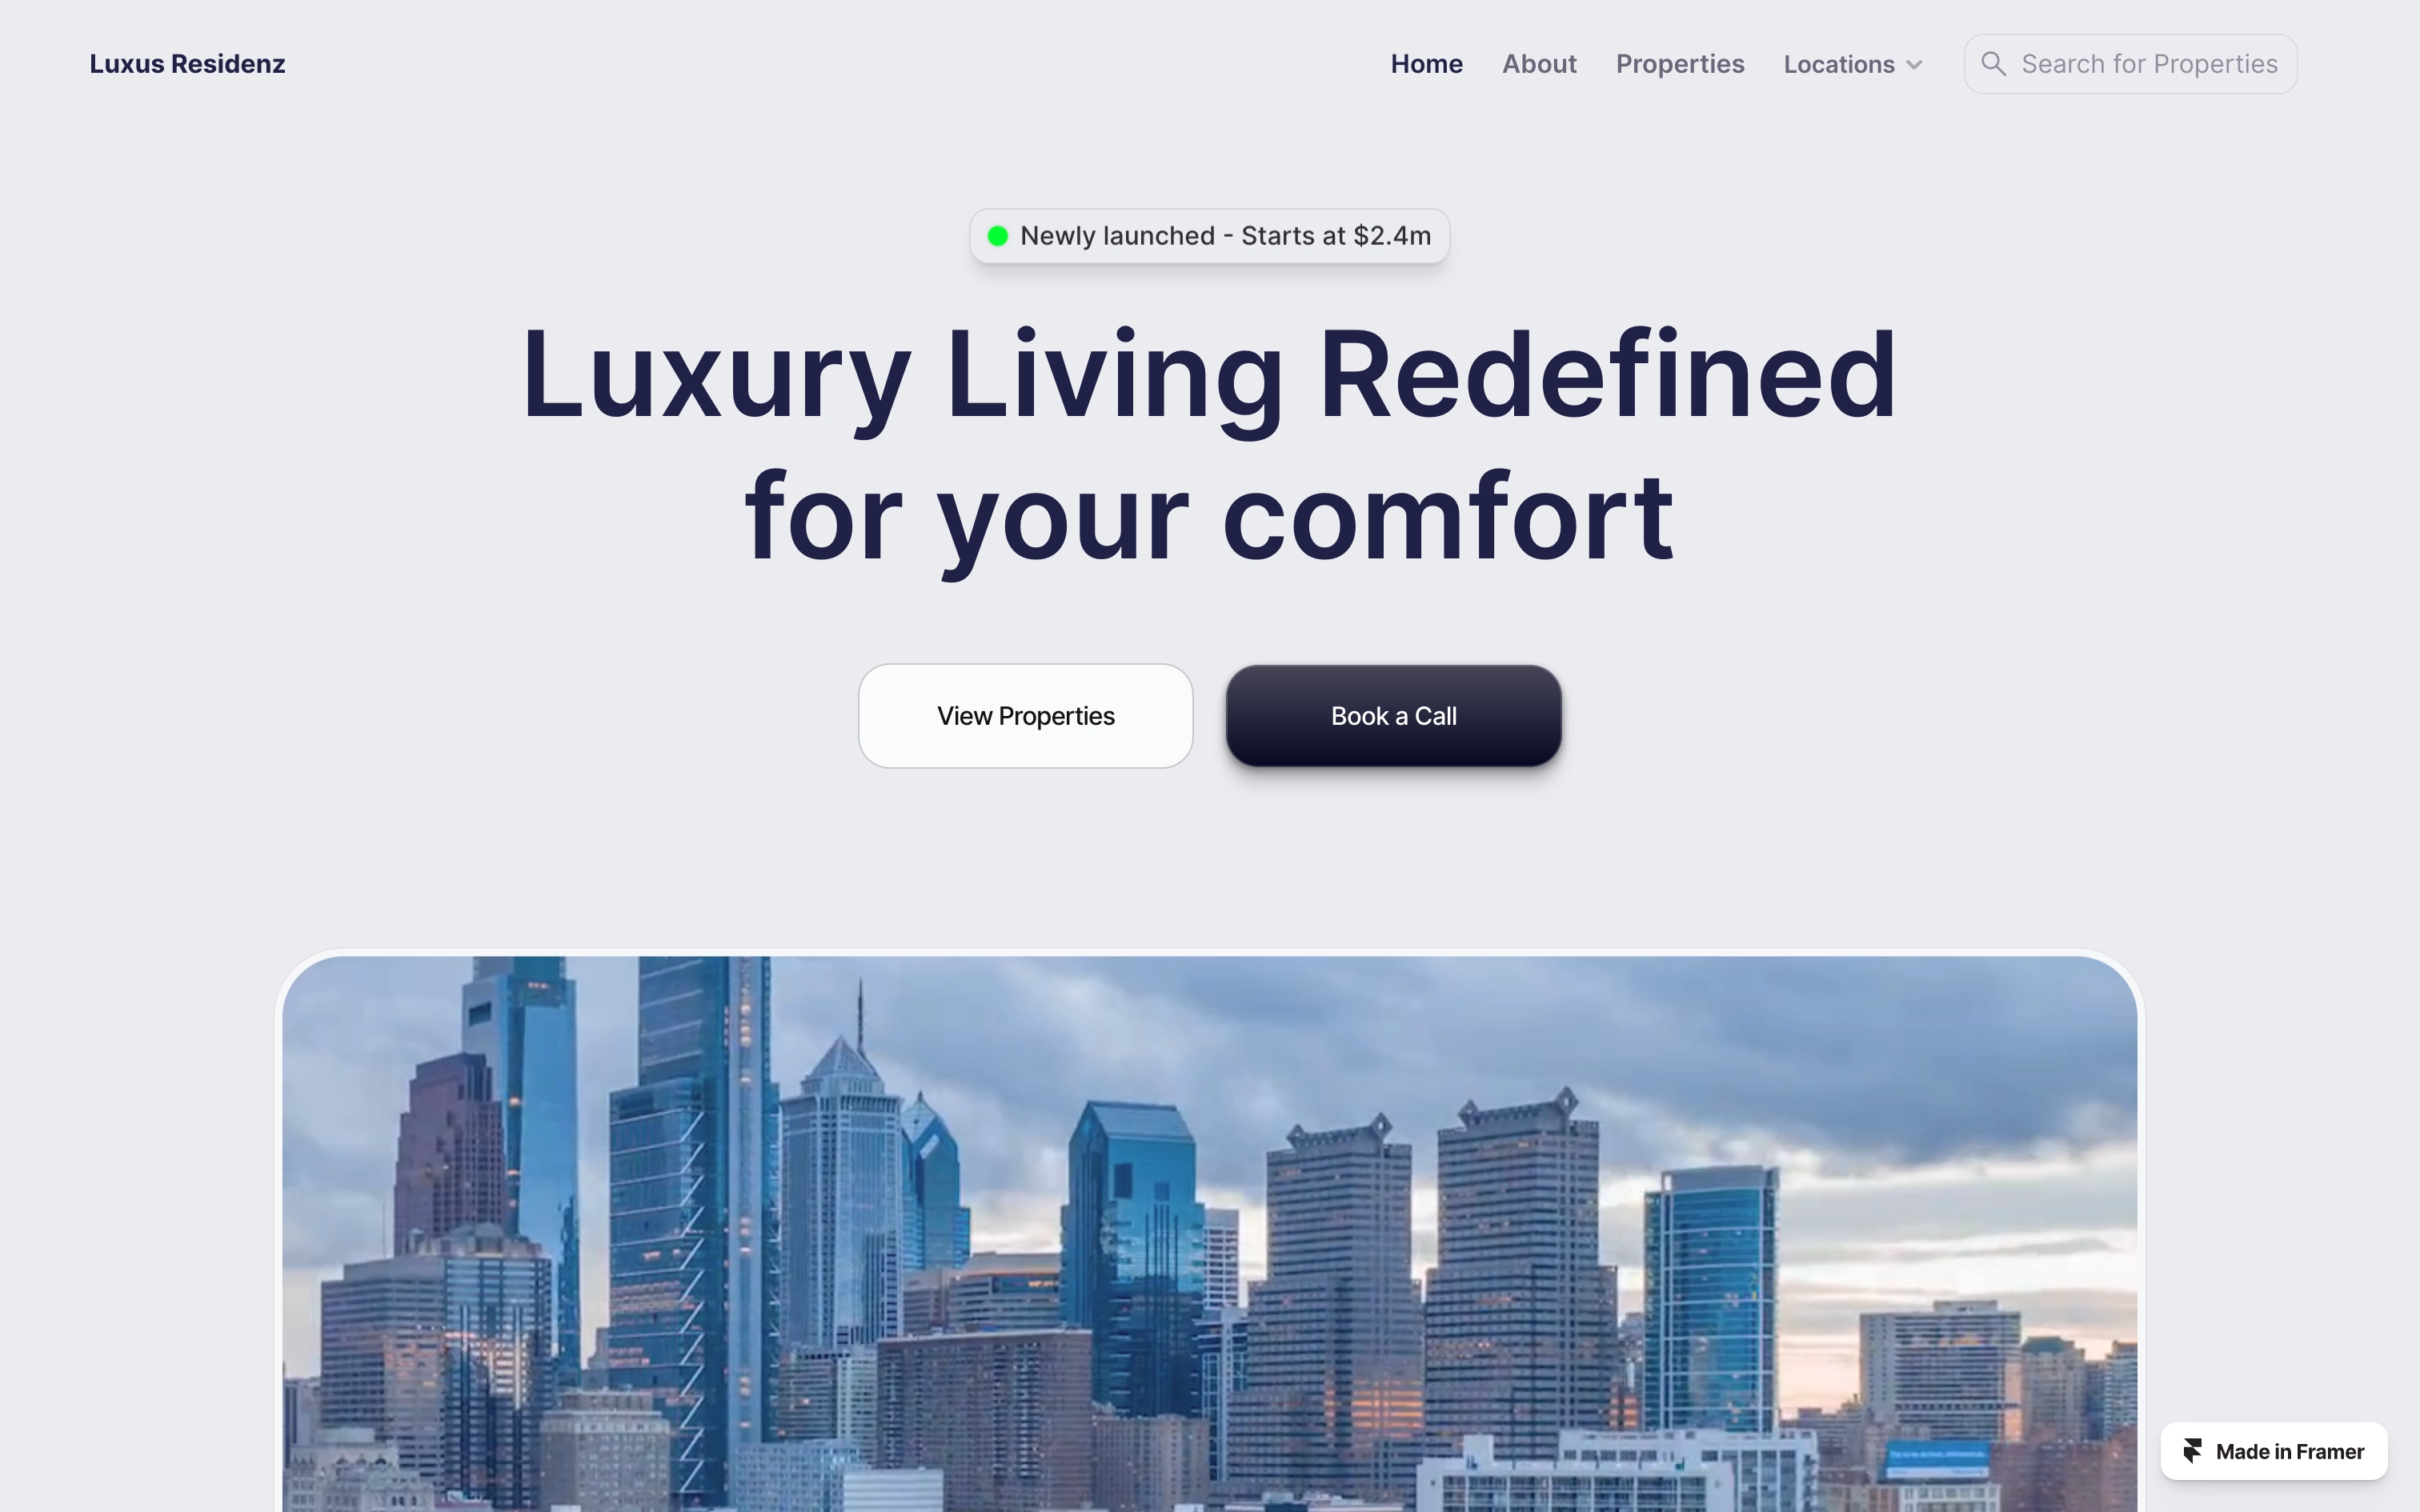 Luxus Residenz
Home
About
Properties
Locations
Search for Properties
Newly launched - Starts at $2.4m
Luxury Living Redefined
for your comfort
View Properties
Book a Call
Made in Framer